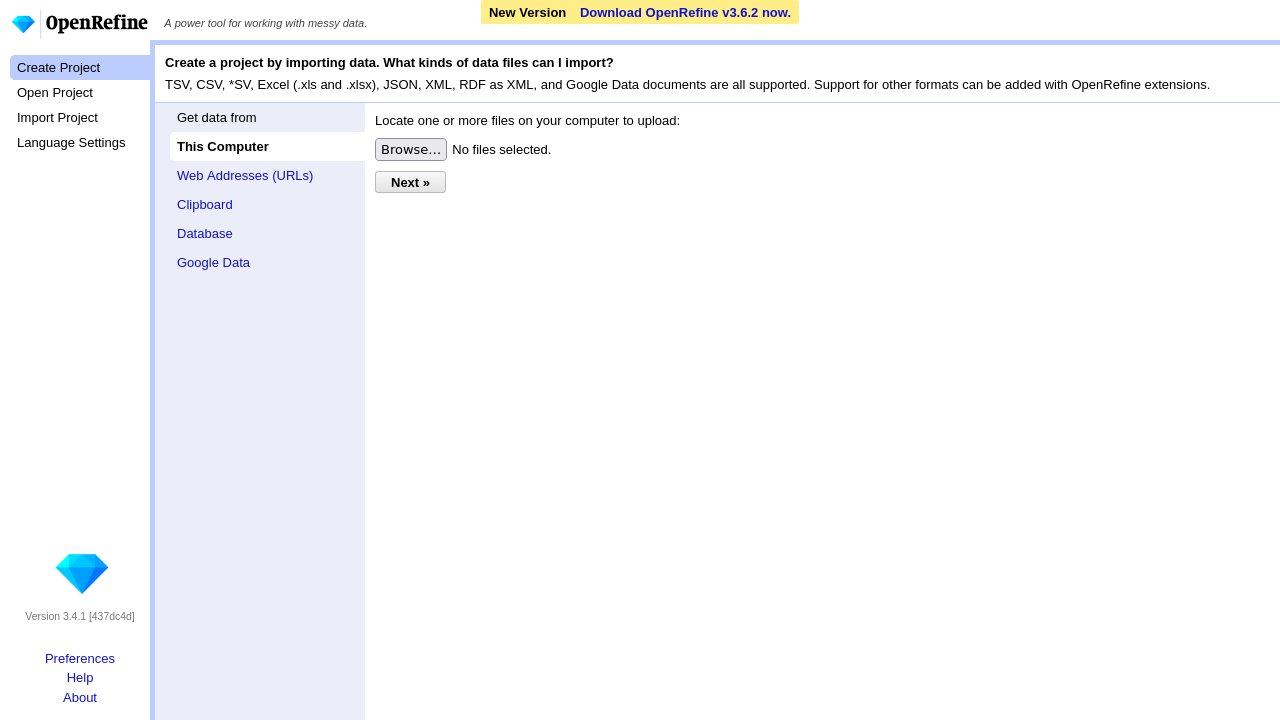 OpenRefine
A power tool for working with messy data.
New Version Download OpenRefine v3.6.2 now.
Create Project
Open Project
Import Project
Language Settings
Create a project by importing data. What kinds of data files can I import?
TSV, CSV, *SV, Excel (.xls and .xlsx), JSON, XML, RDF as XML, and Google Data documents are all supported. Support for other formats can be added with OpenRefine extensions.
Get data from
This Computer
Web Addresses (URLs)
Clipboard
Database
Google Data
Locate one or more files on your computer to upload:
Browse... No files selected.
Next »
Version 3.4.1 [437dc4d]
Preferences
Help
About